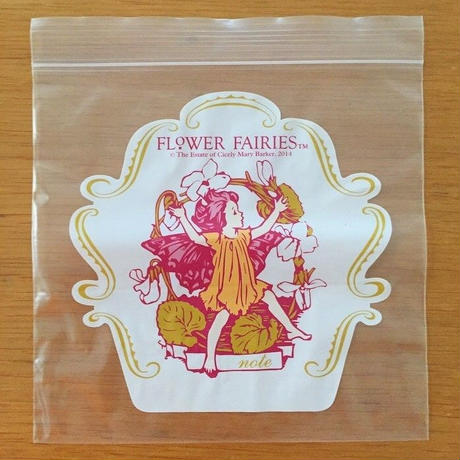 FLOWER FAIRIES™
© The Estate of Cicely Mary Barker, 2014
note